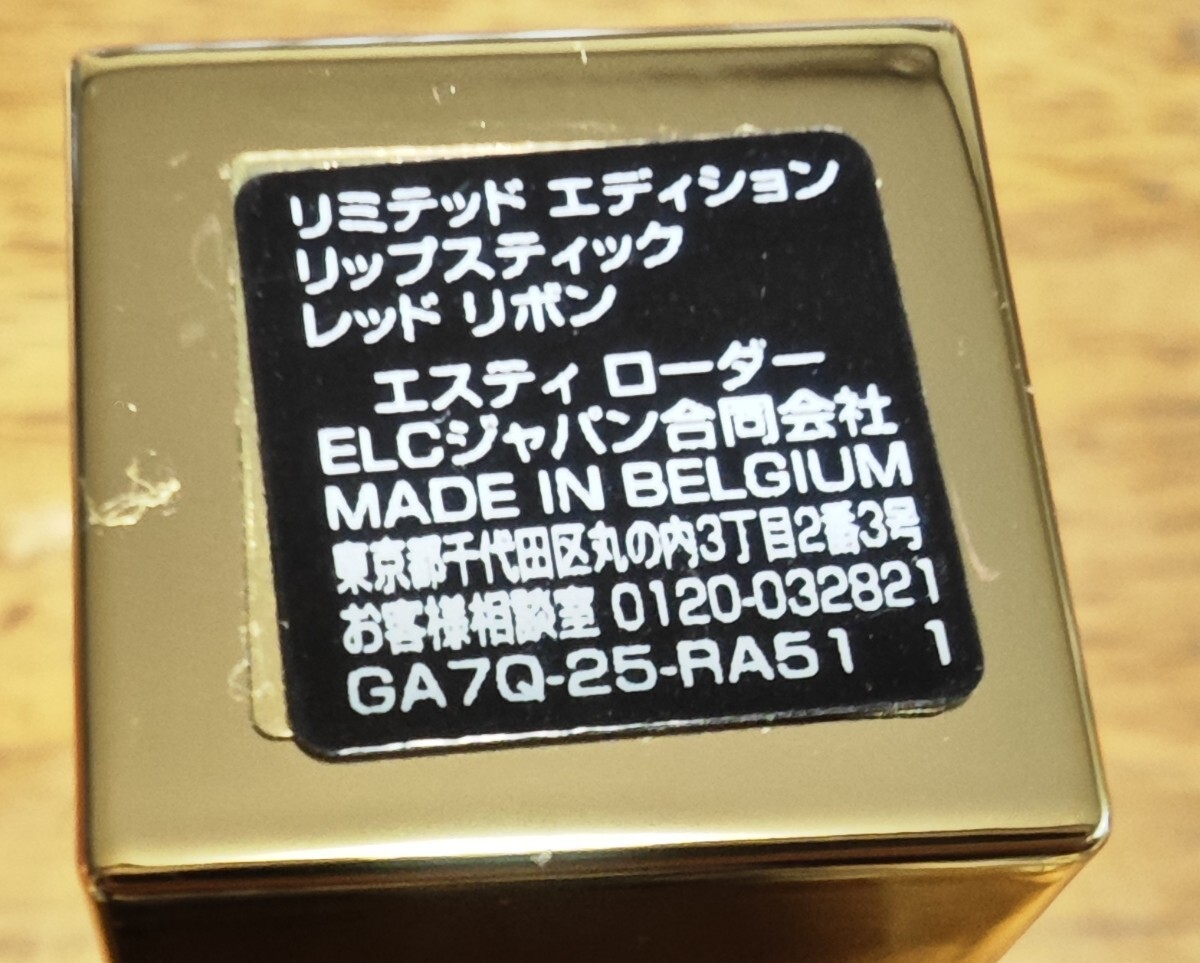 リミテッド エディション
リップスティック
レッド リボン
エスティ ローダー
ELCジャパン合同会社
MADE IN BELGIUM
東京都千代田区丸の内3丁目2番3号
お客様相談室 0120-032821
GA7Q-25-RA51 1